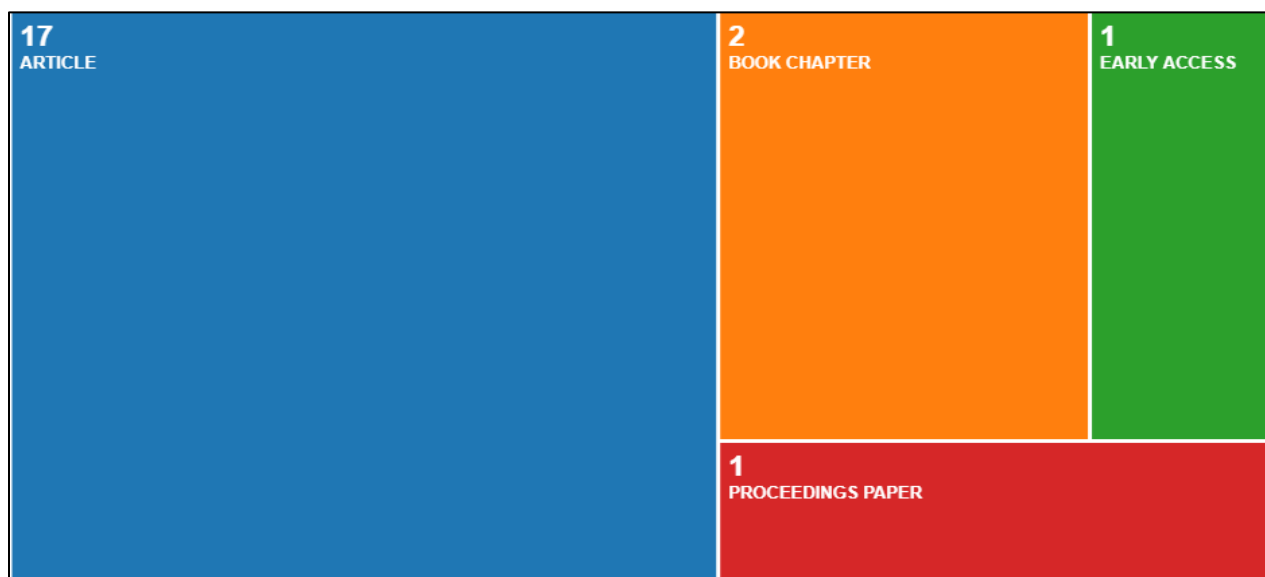 17
ARTICLE
2
BOOK CHAPTER
1
EARLY ACCESS
1
PROCEEDINGS PAPER